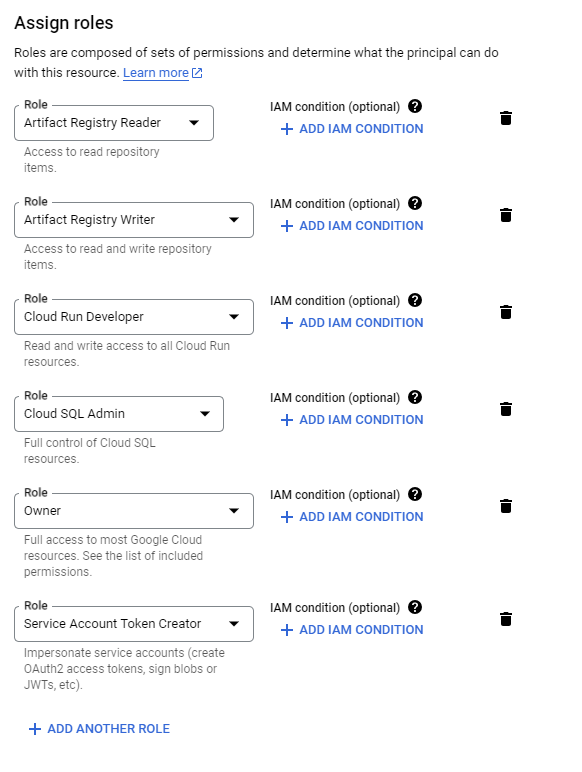 Assign roles
Roles are composed of sets of permissions and determine what the principal can do
with this resource. Learn more
Role
Artifact Registry Reader
IAM condition (optional)
+ ADD IAM CONDITION
Access to read repository
items.
Role
Artifact Registry Writer
IAM condition (optional)
+ ADD IAM CONDITION
Access to read and write repository
items.
Role
Cloud Run Developer
IAM condition (optional)
+ ADD IAM CONDITION
Read and write access to all Cloud Run
resources.
Role
Cloud SQL Admin
IAM condition (optional)
+ ADD IAM CONDITION
Full control of Cloud SQL
resources.
Role
Owner
IAM condition (optional)
+ ADD IAM CONDITION
Full access to most Google Cloud
resources. See the list of included
permissions.
Role
Service Account Token Creator
IAM condition (optional)
+ ADD IAM CONDITION
Impersonate service accounts (create
OAuth2 access tokens, sign blobs or
JWTs, etc).
+ ADD ANOTHER ROLE